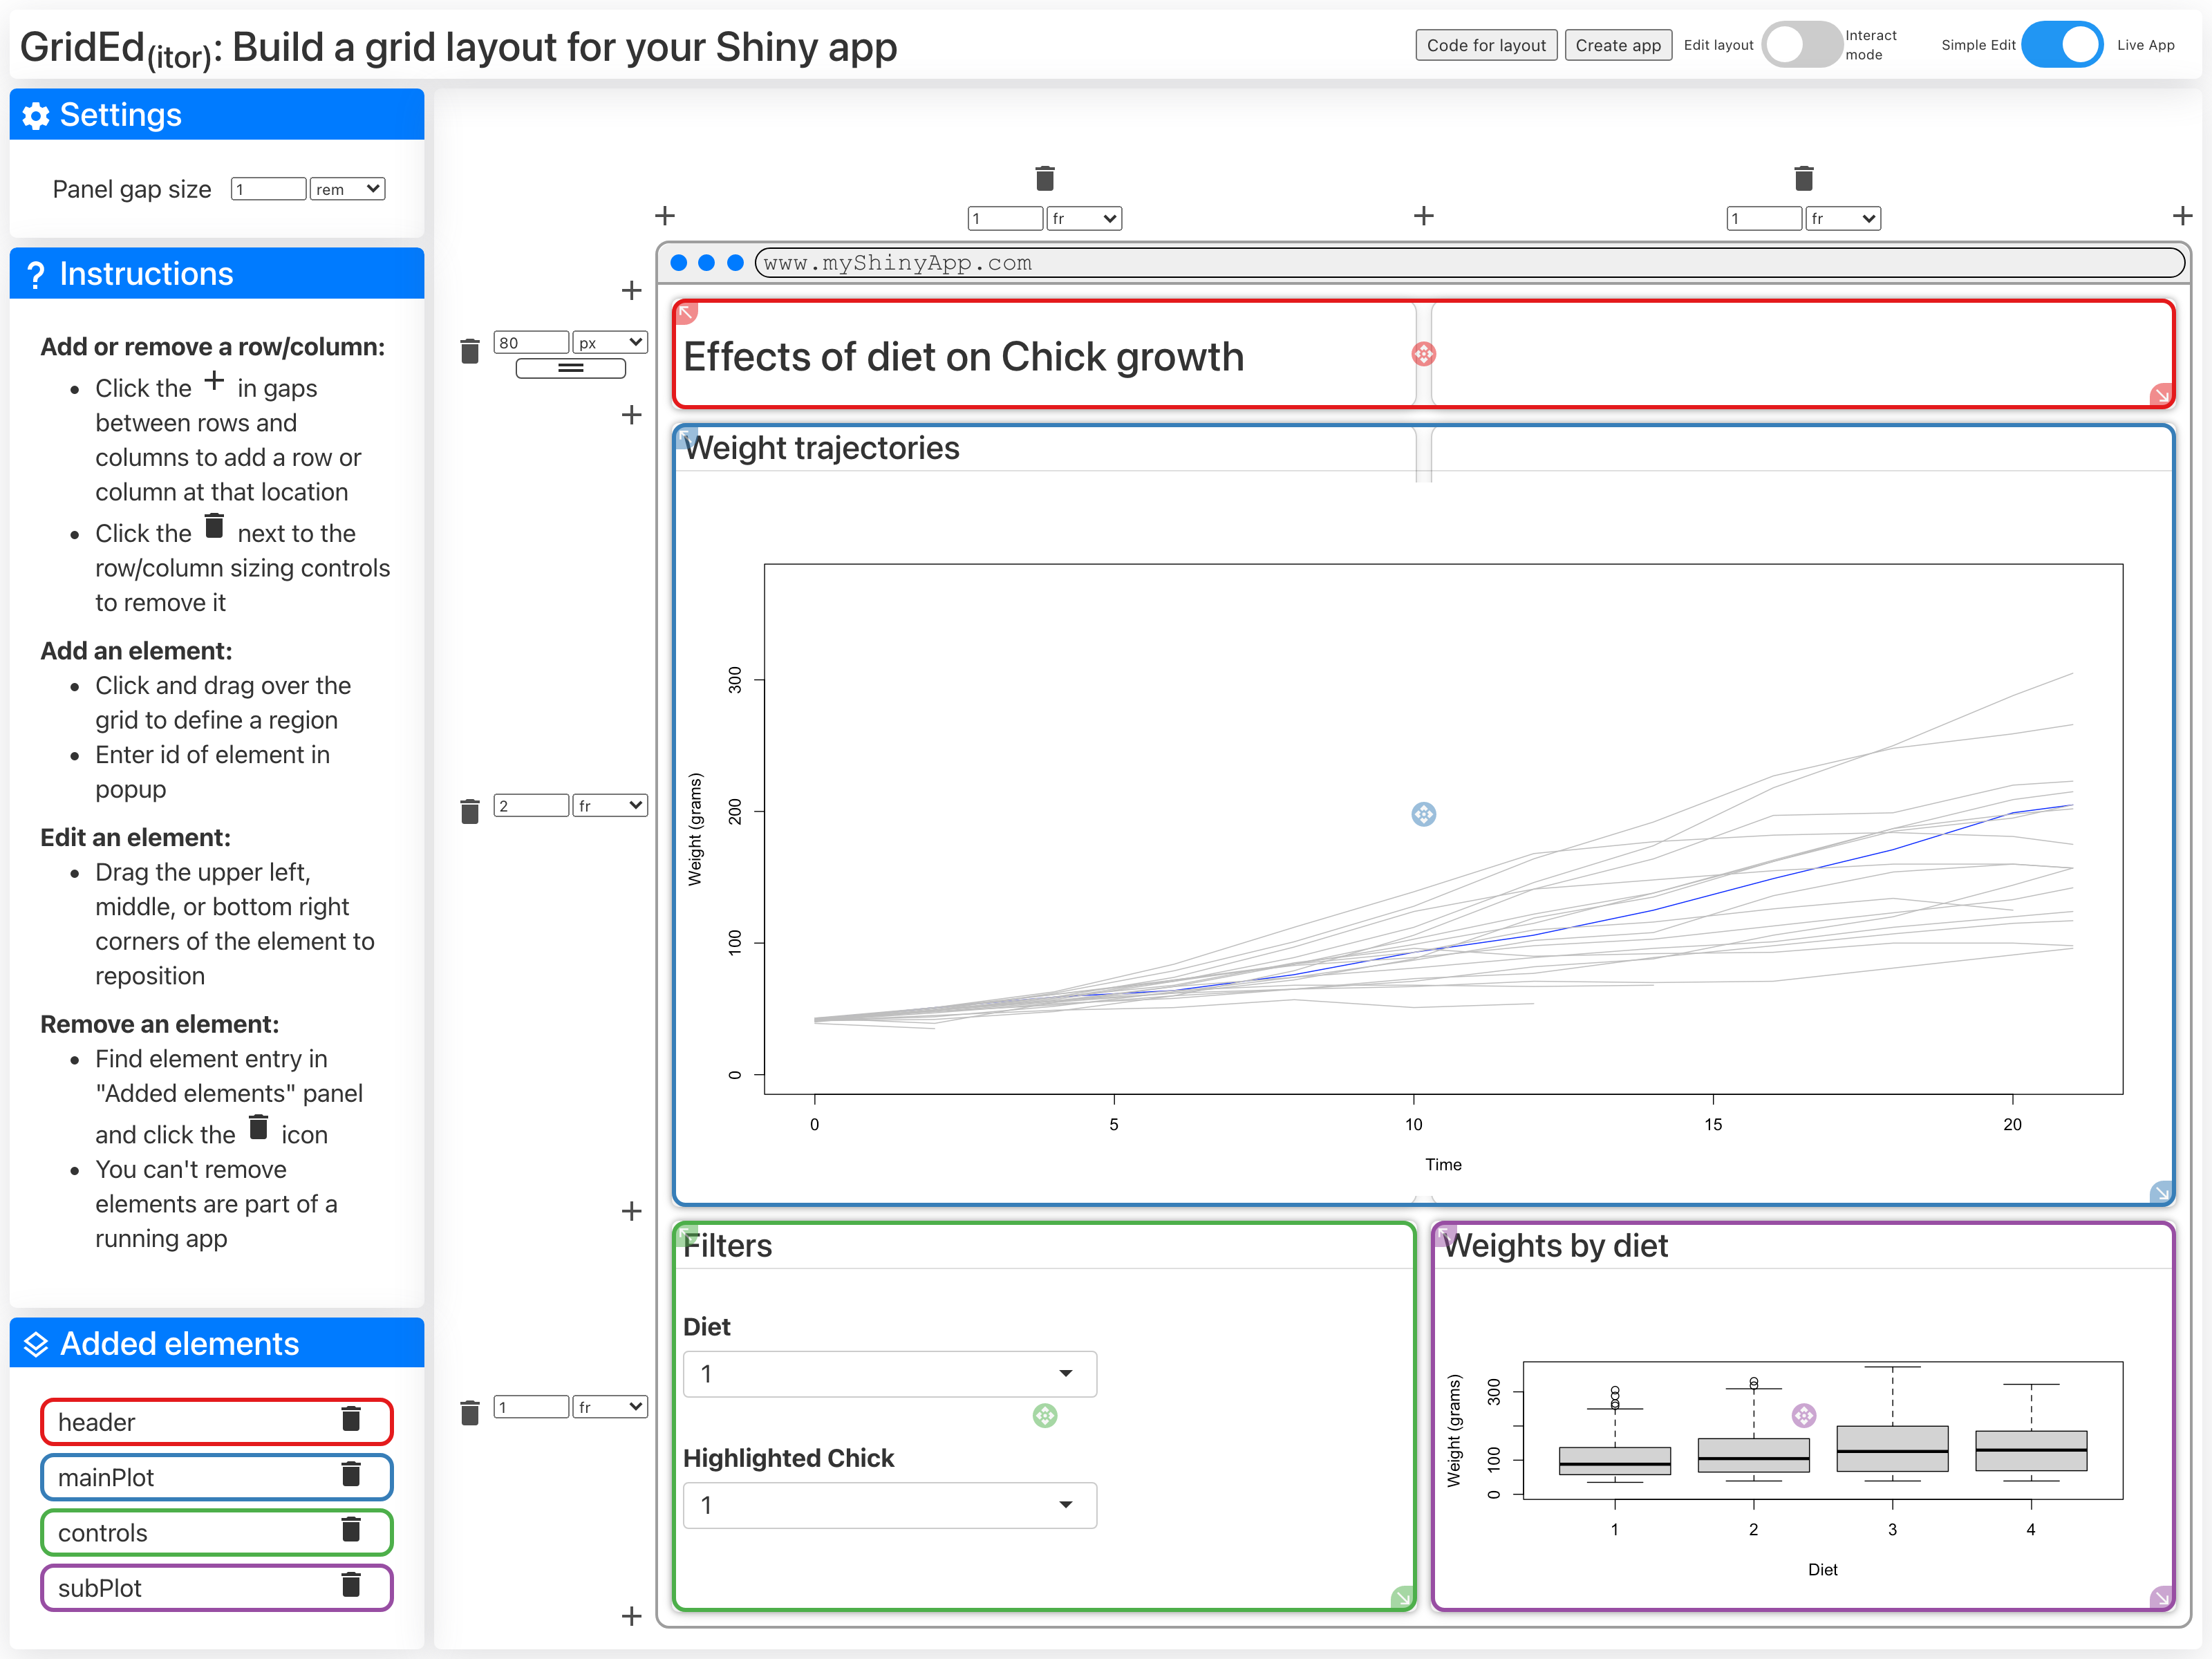 GridEd(itor): Build a grid layout for your Shiny app
Code for layout
Create app
Edit layout
Interact
mode
Simple Edit
Live App
Settings
Panel gap size
1
rem
? Instructions
Add or remove a row/column:
• Click the + in gaps
between rows and
columns to add a row or
column at that location
• Click the next to the
row/column sizing controls
to remove it
Add an element:
• Click and drag over the
grid to define a region
• Enter id of element in
popup
Edit an element:
• Drag the upper left,
middle, or bottom right
corners of the element to
reposition
Remove an element:
• Find element entry in
"Added elements" panel
and click the icon
• You can't remove
elements are part of a
running app
Added elements
header
mainPlot
controls
subPlot
1 fr
1 fr
+ + +
www.myShinyApp.com
+
80 px
+
2 fr
+
1 fr
+
Effects of diet on Chick growth
Weight trajectories
Weight (grams)
300
200
100
0
0 5 10 15 20
Time
Filters
Diet
1
Highlighted Chick
1
Weights by diet
Weight (grams)
300
100
0
1 2 3 4
Diet